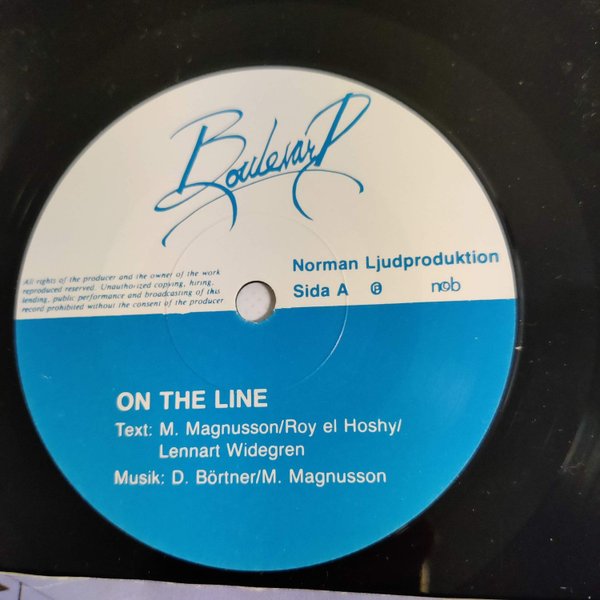 Boulevard
Norman Ljudproduktion
Sida A ℗ ncb
All rights of the producer and the owner of the work
reproduced reserved. Unauthorized copying, hiring,
lending, public performance and broadcasting of this
record prohibited without the consent of the producer
ON THE LINE
Text: M. Magnusson/Roy el Hoshy/
Lennart Widegren
Musik: D. Börtner/M. Magnusson